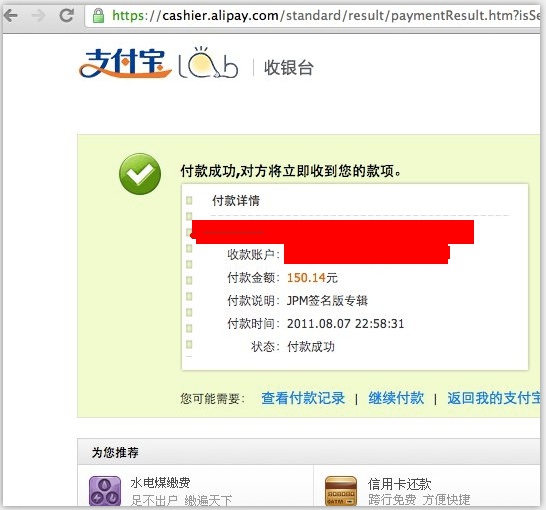 https://cashier.alipay.com/standard/result/paymentResult.htm?isSe
支付宝 Lab | 收银台
付款成功,对方将立即收到您的款项。
付款详情
收款账户:
付款金额: 150.14元
付款说明: JPM签名版专辑
付款时间: 2011.08.07 22:58:31
状态: 付款成功
您可能需要: 查看付款记录 | 继续付款 | 返回我的支付宝
为您推荐
水电煤缴费
足不出户 缴遍天下
信用卡还款
跨行免费 方便快捷